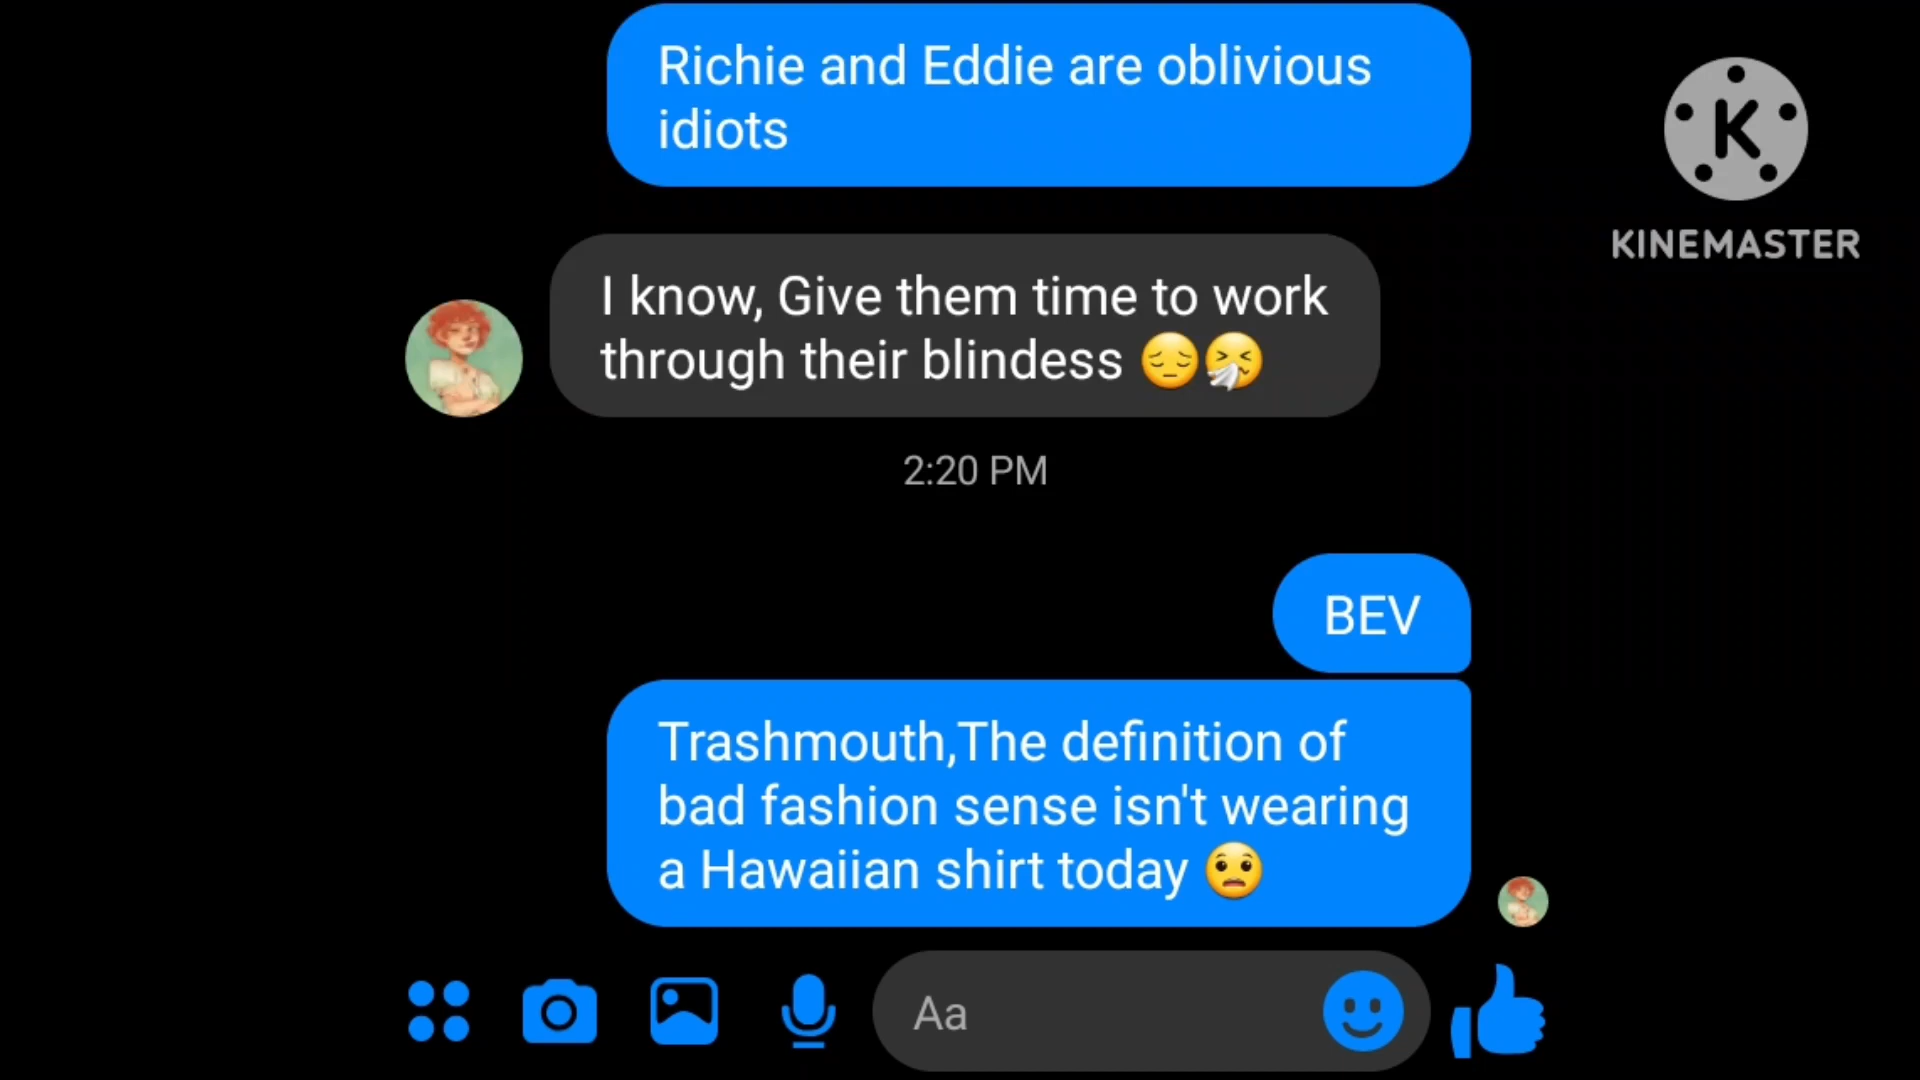 Richie and Eddie are oblivious
idiots
K
KINEMASTER
I know, Give them time to work
through their blindess 😔🤧
2:20 PM
BEV
Trashmouth,The definition of
bad fashion sense isn't wearing
a Hawaiian shirt today 😧
Aa